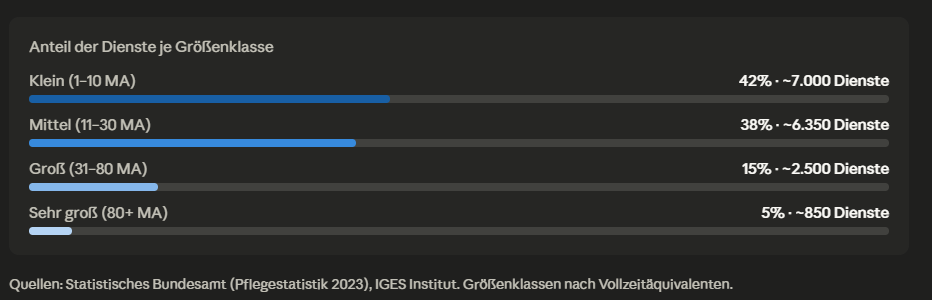 Anteil der Dienste je Größenklasse
Klein (1–10 MA) 42% · ~7.000 Dienste
Mittel (11–30 MA) 38% · ~6.350 Dienste
Groß (31–80 MA) 15% · ~2.500 Dienste
Sehr groß (80+ MA) 5% · ~850 Dienste
Quellen: Statistisches Bundesamt (Pflegestatistik 2023), IGES Institut. Größenklassen nach Vollzeitäquivalenten.